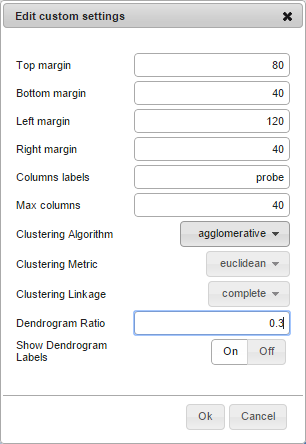 Edit custom settings ✖
Top margin 80
Bottom margin 40
Left margin 120
Right margin 40
Columns labels probe
Max columns 40
Clustering Algorithm agglomerative
Clustering Metric euclidean
Clustering Linkage complete
Dendrogram Ratio 0.3
Show Dendrogram Labels On Off
Ok Cancel